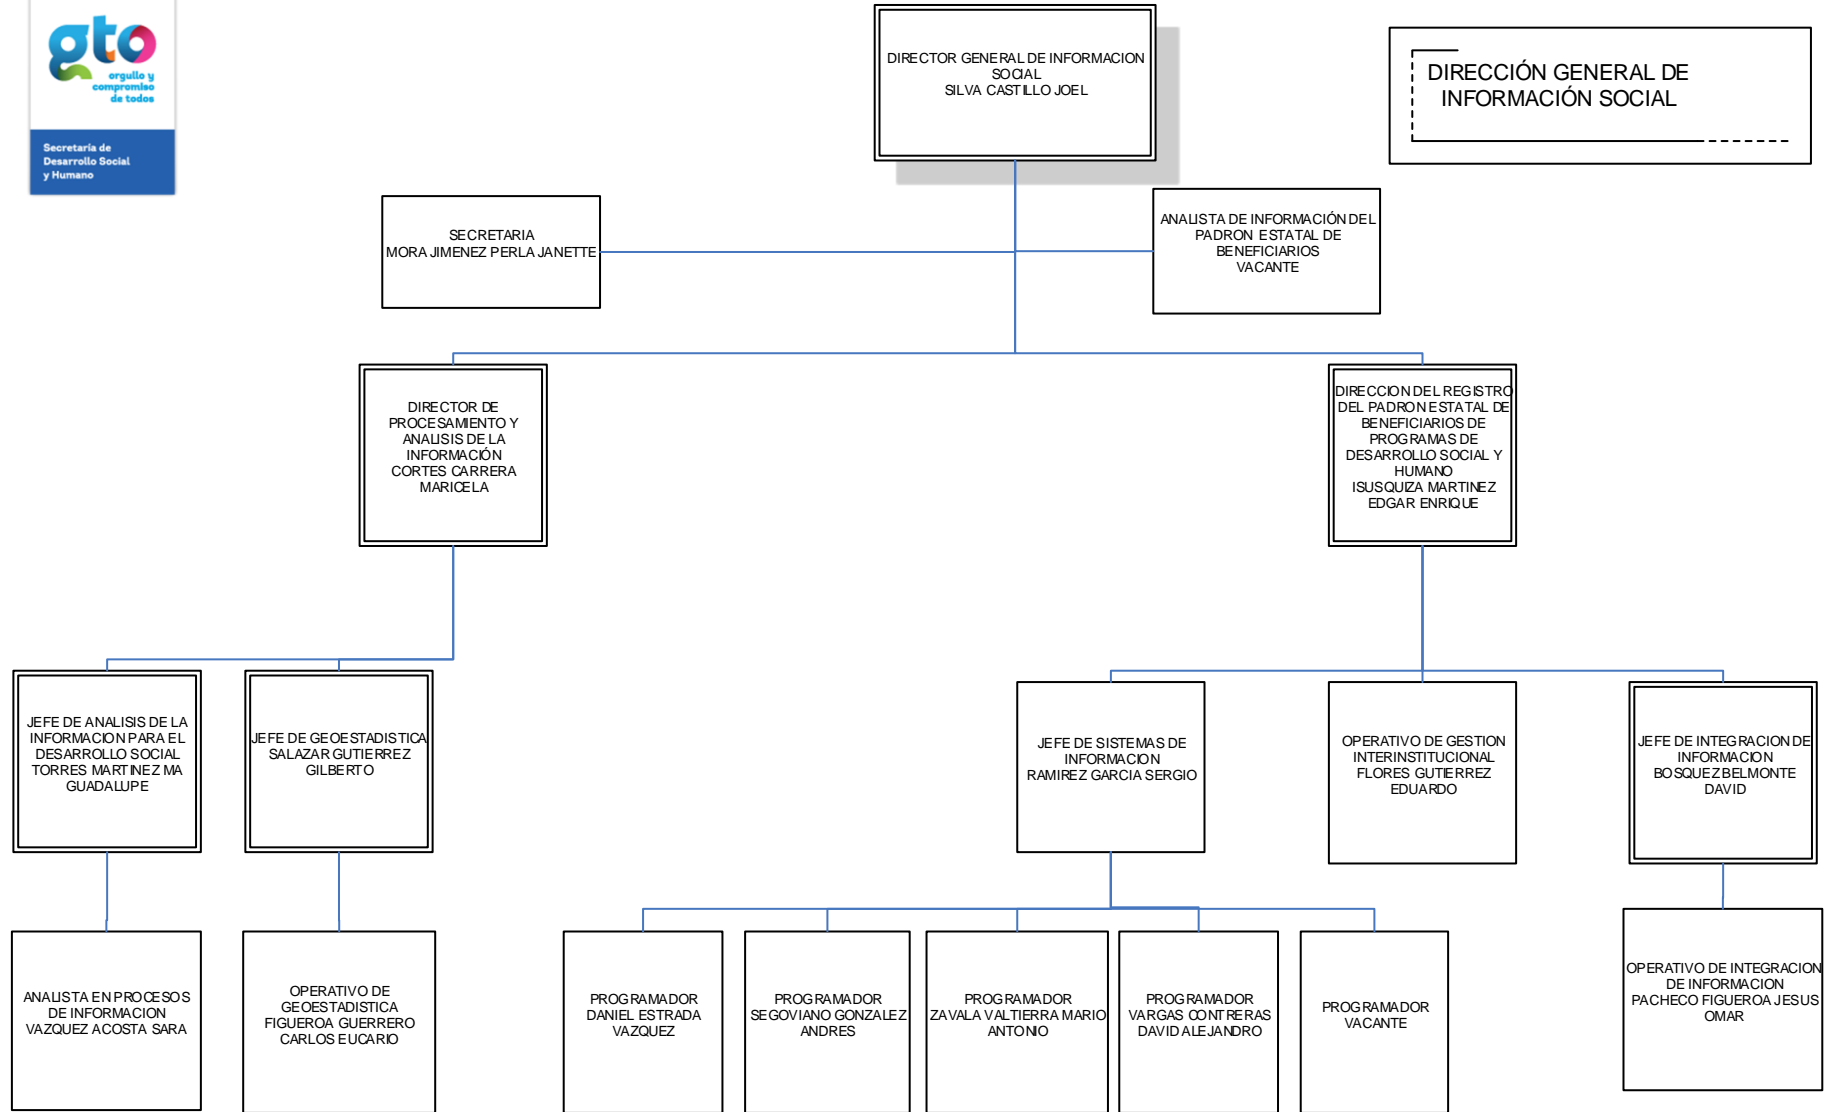 gto
orgullo y
compromiso
de todos
Secretaría de
Desarrollo Social
y Humano
DIRECTOR GENERAL DE INFORMACION
SOCIAL
SILVA CASTILLO JOEL
DIRECCIÓN GENERAL DE
INFORMACIÓN SOCIAL
SECRETARIA
MORA JIMENEZ PERLA JANETTE
ANALISTA DE INFORMACIÓN DEL
PADRON ESTATAL DE
BENEFICIARIOS
VACANTE
DIRECTOR DE
PROCESAMIENTO Y
ANALISIS DE LA
INFORMACIÓN
CORTES CARRERA
MARICELA
DIRECCION DEL REGISTRO
DEL PADRON ESTATAL DE
BENEFICIARIOS DE
PROGRAMAS DE
DESARROLLO SOCIAL Y
HUMANO
ISUSQUIZA MARTINEZ
EDGAR ENRIQUE
JEFE DE ANALISIS DE LA
INFORMACION PARA EL
DESARROLLO SOCIAL
TORRES MARTINEZ MA
GUADALUPE
JEFE DE GEOESTADISTICA
SALAZAR GUTIERREZ
GILBERTO
JEFE DE SISTEMAS DE
INFORMACION
RAMIREZ GARCIA SERGIO
OPERATIVO DE GESTION
INTERINSTITUCIONAL
FLORES GUTIERREZ
EDUARDO
JEFE DE INTEGRACION DE
INFORMACION
BOSQUEZ BELMONTE
DAVID
ANALISTA EN PROCESOS
DE INFORMACION
VAZQUEZ ACOSTA SARA
OPERATIVO DE
GEOESTADISTICA
FIGUEROA GUERRERO
CARLOS EUCARIO
PROGRAMADOR
DANIEL ESTRADA
VAZQUEZ
PROGRAMADOR
SEGOVIANO GONZALEZ
ANDRES
PROGRAMADOR
ZAVALA VALTIERRA MARIO
ANTONIO
PROGRAMADOR
VARGAS CONTRERAS
DAVID ALEJANDRO
PROGRAMADOR
VACANTE
OPERATIVO DE INTEGRACION
DE INFORMACION
PACHECO FIGUEROA JESUS
OMAR